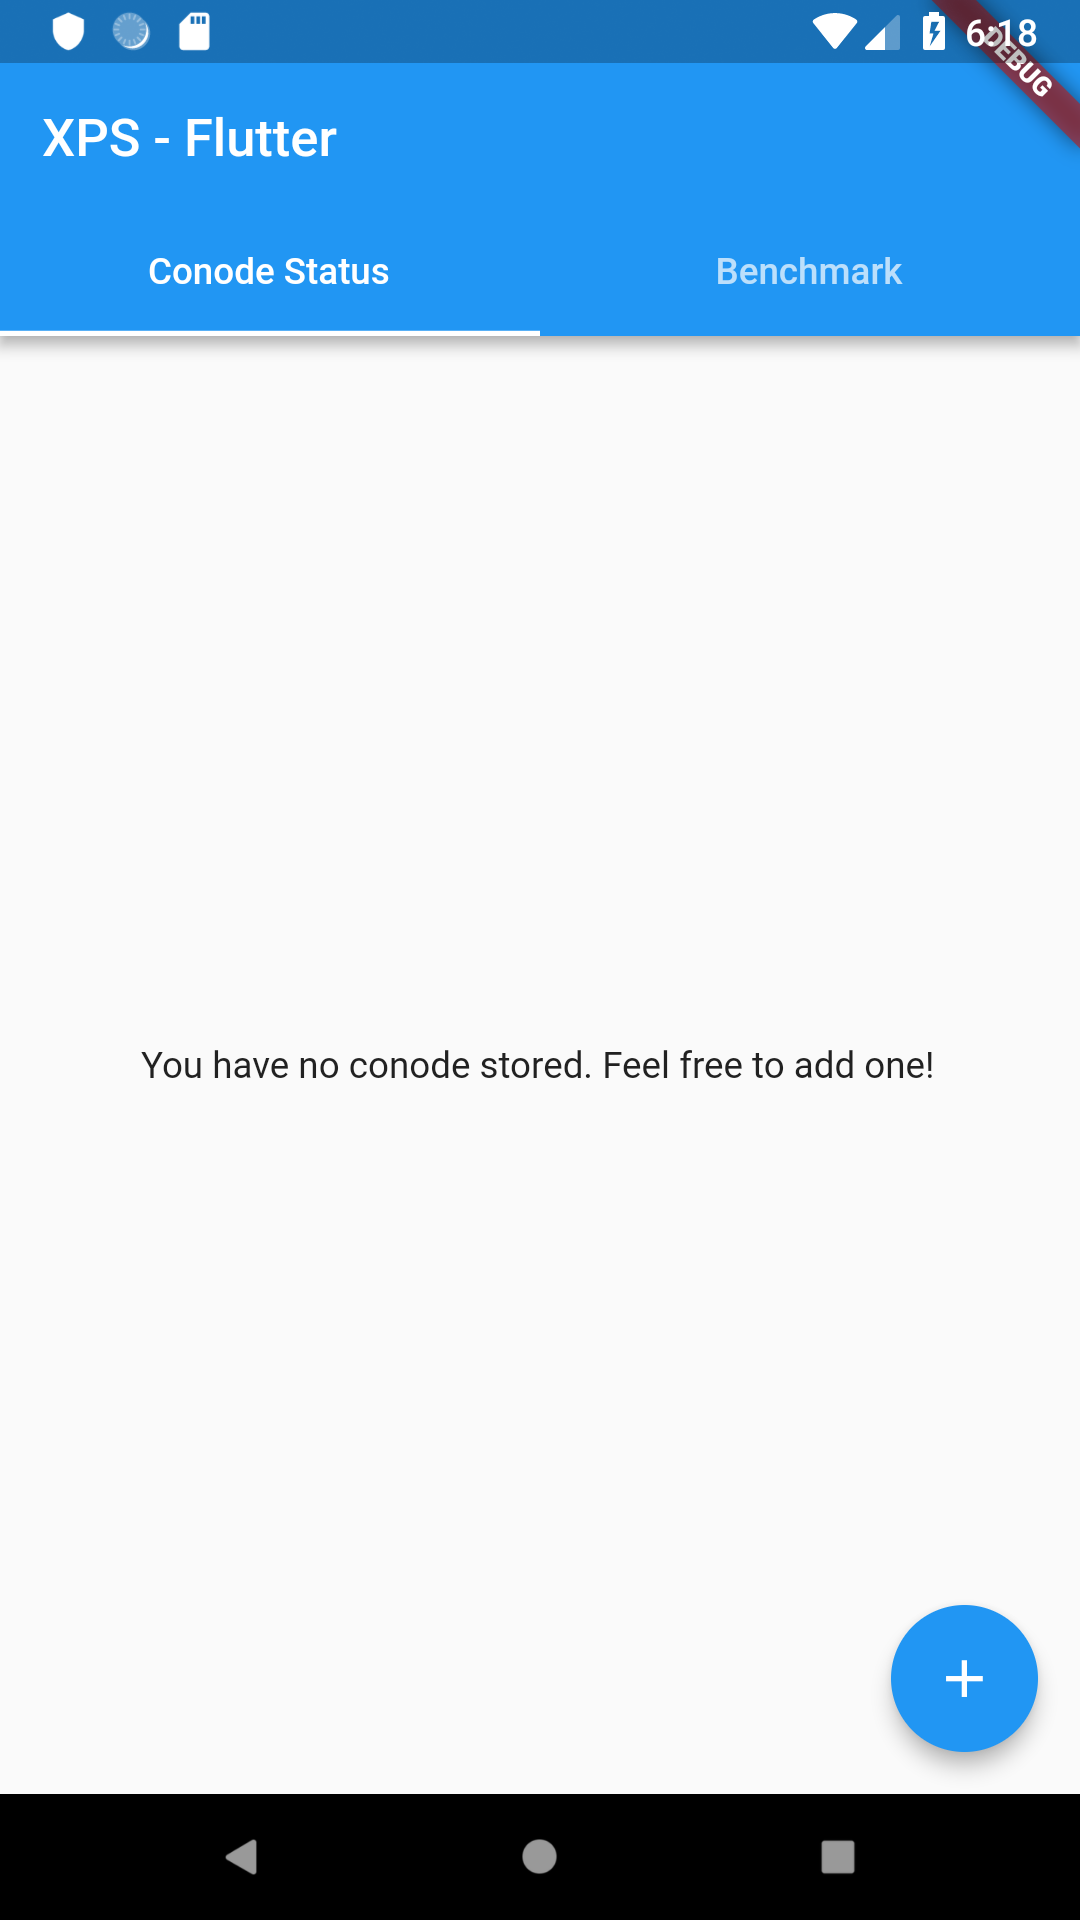 6:18
DEBUG
XPS - Flutter
Conode Status
Benchmark
You have no conode stored. Feel free to add one!